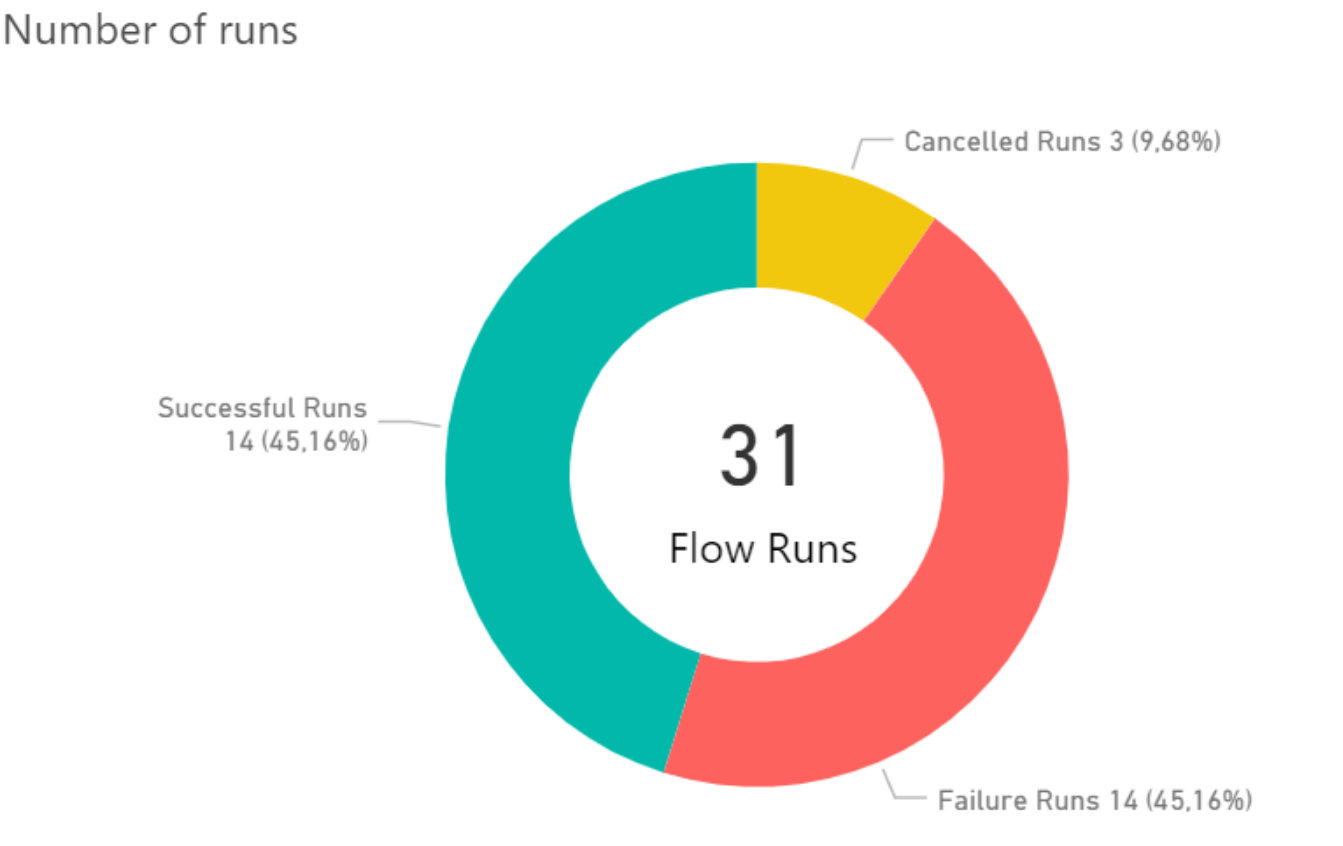 Number of runs
Cancelled Runs 3 (9,68%)
Successful Runs
14 (45,16%)
31
Flow Runs
Failure Runs 14 (45,16%)